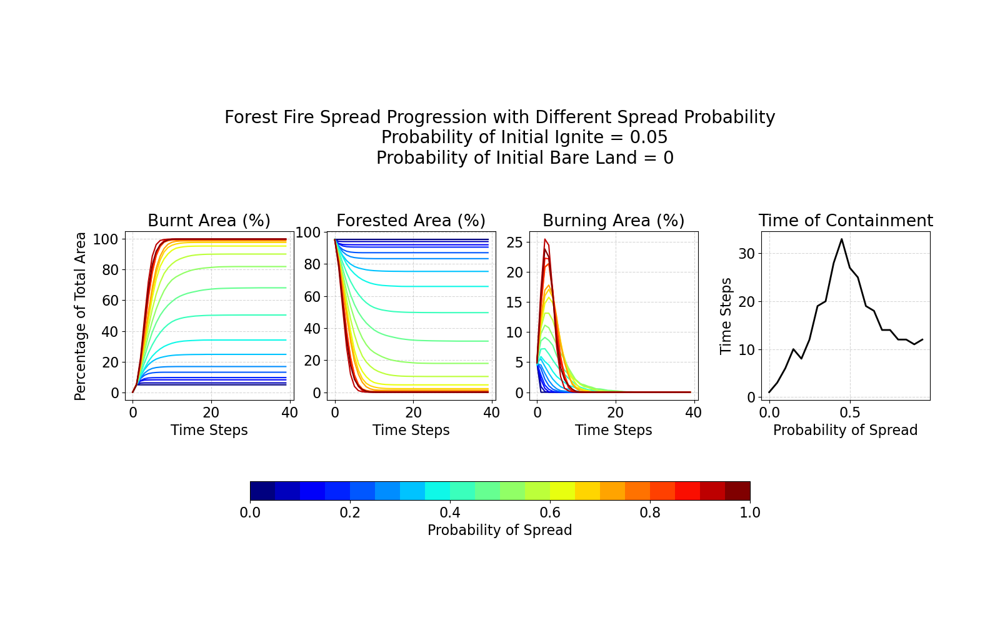 Forest Fire Spread Progression with Different Spread Probability
Probability of Initial Ignite = 0.05
Probability of Initial Bare Land = 0
Burnt Area (%)
Percentage of Total Area
100
80
60
40
20
0
0 20 40
Time Steps
Forested Area (%)
100
80
60
40
20
0
0 20 40
Time Steps
Burning Area (%)
25
20
15
10
5
0
0 20 40
Time Steps
Time of Containment
Time Steps
30
20
10
0
0.0 0.5
Probability of Spread
0.0 0.2 0.4 0.6 0.8 1.0
Probability of Spread